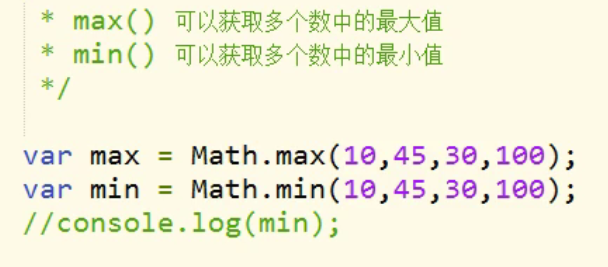 * max() 可以获取多个数中的最大值
* min() 可以获取多个数中的最小值
*/
var max = Math.max(10,45,30,100);
var min = Math.min(10,45,30,100);
//console.log(min);